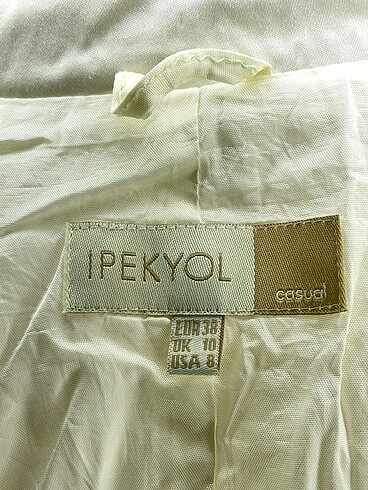 IPEKYOL
casual
EUR 38
UK 10
USA 8